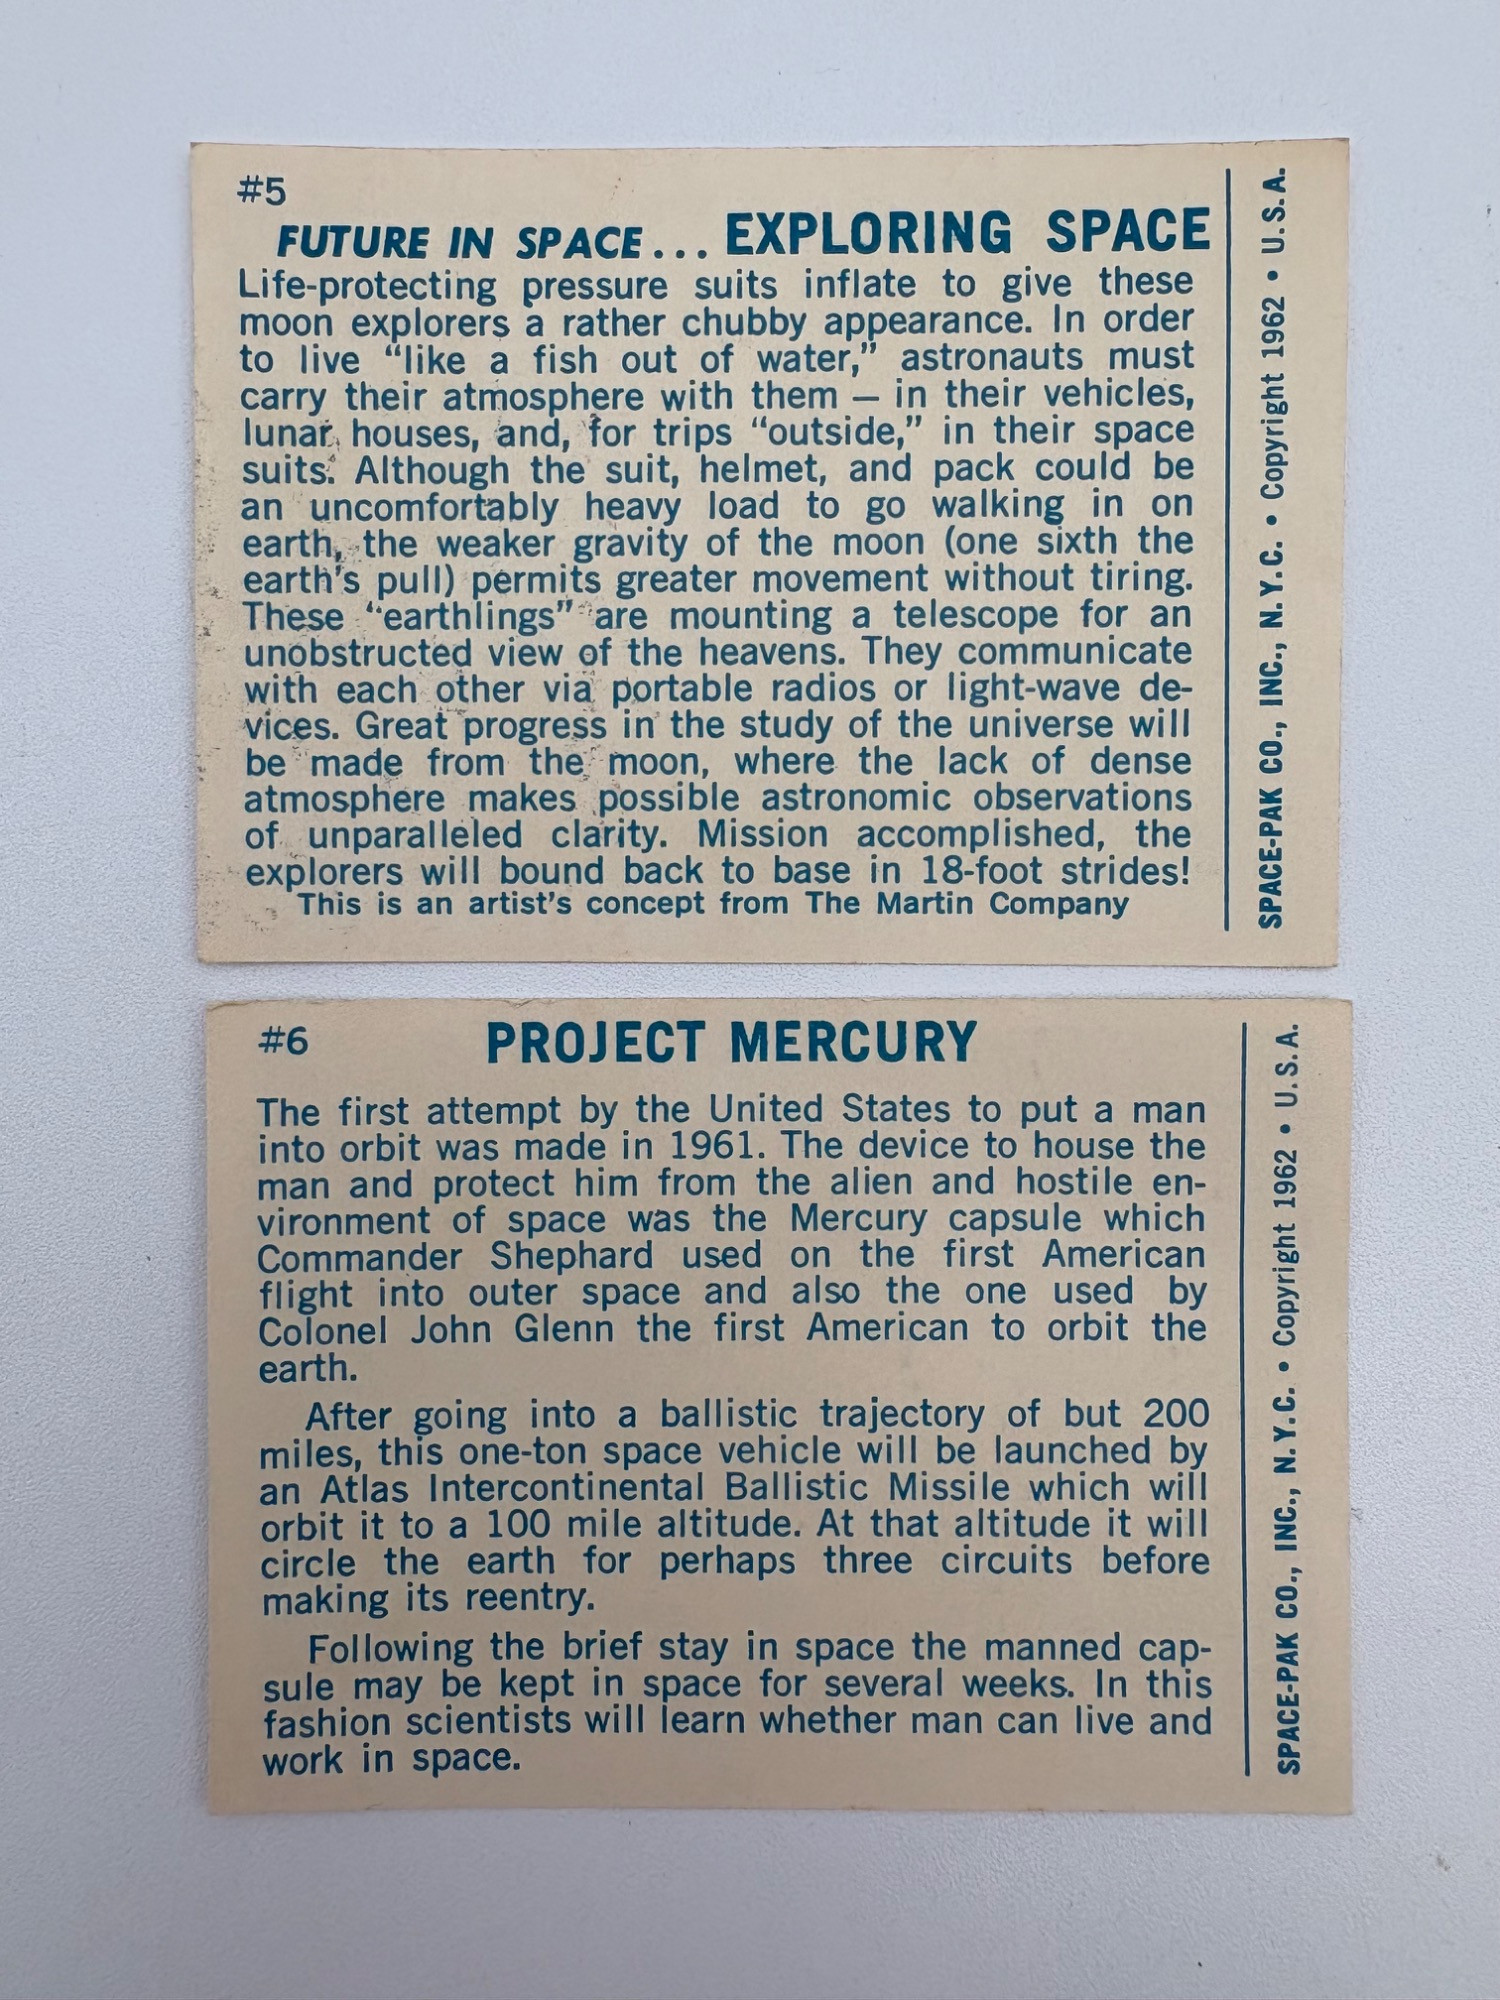 #5
FUTURE IN SPACE... EXPLORING SPACE
Life-protecting pressure suits inflate to give these
moon explorers a rather chubby appearance. In order
to live “like a fish out of water,” astronauts must
carry their atmosphere with them — in their vehicles,
lunar houses, and, for trips “outside,” in their space
suits. Although the suit, helmet, and pack could be
an uncomfortably heavy load to go walking in on
earth, the weaker gravity of the moon (one sixth the
earth's pull) permits greater movement without tiring.
These “earthlings” are mounting a telescope for an
unobstructed view of the heavens. They communicate
with each other via portable radios or light-wave de-
vices. Great progress in the study of the universe will
be made from the moon, where the lack of dense
atmosphere makes possible astronomic observations
of unparalleled clarity. Mission accomplished, the
explorers will bound back to base in 18-foot strides!
This is an artist's concept from The Martin Company
SPACE-PAK CO., INC., N.Y.C. • Copyright 1962 • U.S.A.
#6
PROJECT MERCURY
The first attempt by the United States to put a man
into orbit was made in 1961. The device to house the
man and protect him from the alien and hostile en-
vironment of space was the Mercury capsule which
Commander Shephard used on the first American
flight into outer space and also the one used by
Colonel John Glenn the first American to orbit the
earth.
After going into a ballistic trajectory of but 200
miles, this one-ton space vehicle will be launched by
an Atlas Intercontinental Ballistic Missile which will
orbit it to a 100 mile altitude. At that altitude it will
circle the earth for perhaps three circuits before
making its reentry.
Following the brief stay in space the manned cap-
sule may be kept in space for several weeks. In this
fashion scientists will learn whether man can live and
work in space.
SPACE-PAK CO., INC., N.Y.C. • Copyright 1962 • U.S.A.